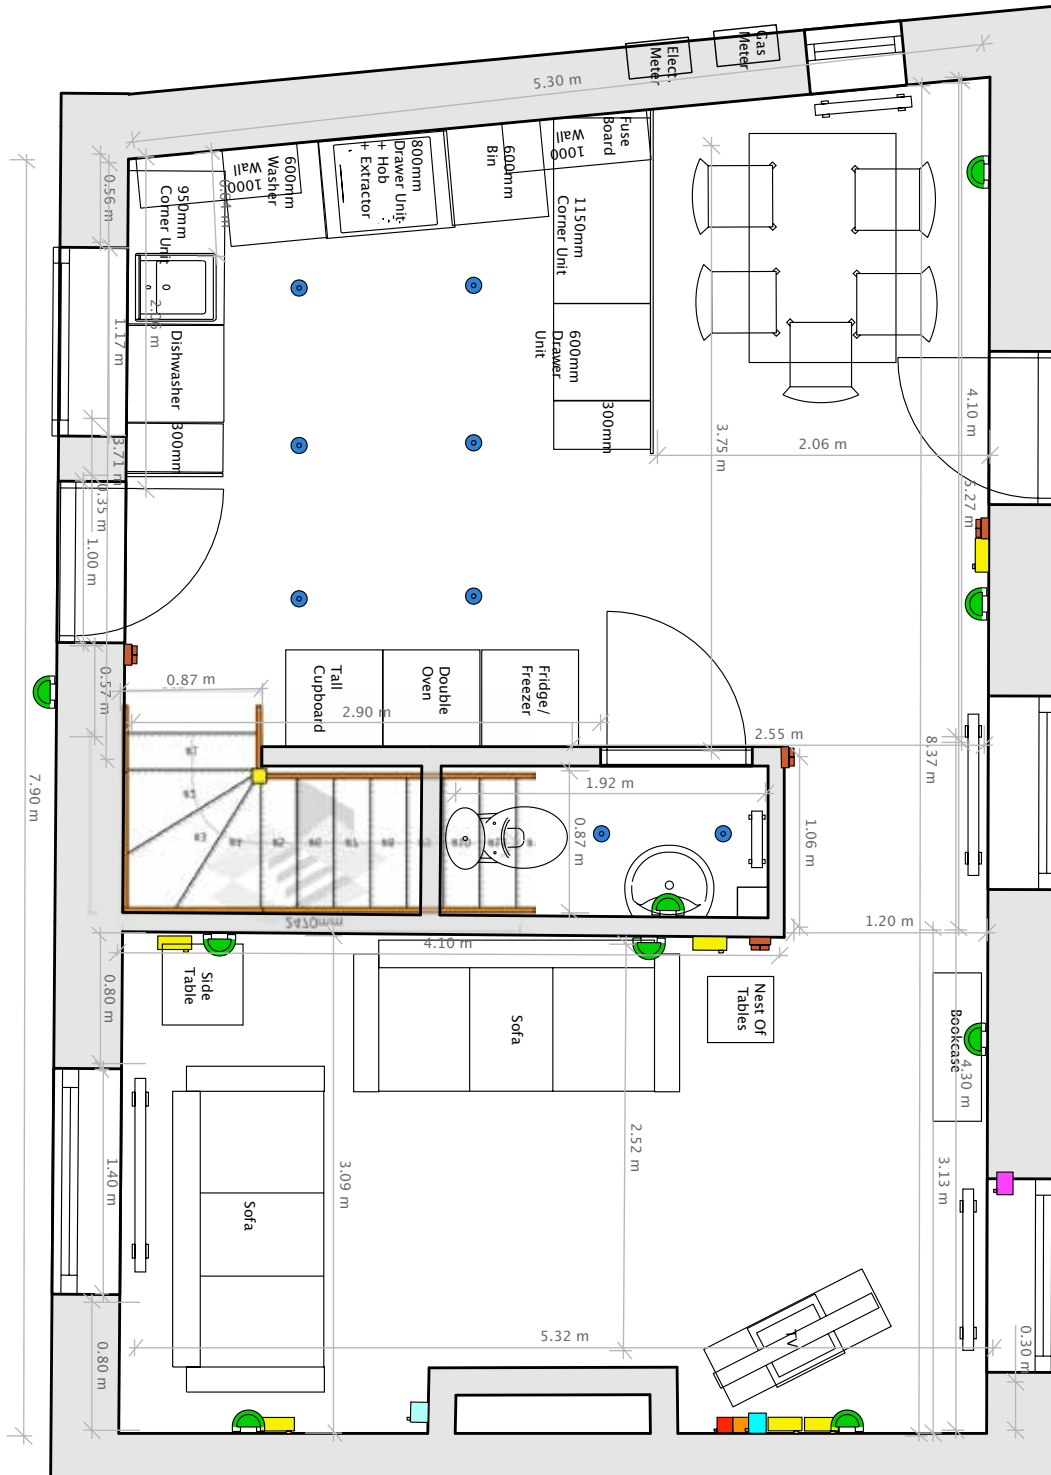 Gas
Meter
Elect.
Meter
5.30 m
Fuse
Board
1000
Wall
600mm
Bin
800mm
Drawer Unit
+ Hob
+ Extractor
600mm
Washer
1000
Wall
950mm
Corner Unit
0.56 m
1150mm
Corner Unit
1.17 m
Dishwasher
600mm
Drawer
Unit
300mm
300mm
3.71 m
3.75 m
2.06 m
4.10 m
5.27 m
0.35 m
1.00 m
0.57 m
0.87 m
Tall
Cupboard
Double
Oven
Fridge/
Freezer
2.90 m
2.55 m
8.37 m
7.90 m
1.92 m
0.87 m
1.06 m
2470mm
4.10 m
1.20 m
0.80 m
Side
Table
Sofa
Nest Of
Tables
Bookcase
4.30 m
2.52 m
3.09 m
3.13 m
1.40 m
Sofa
5.32 m
TV
0.80 m
0.30 m